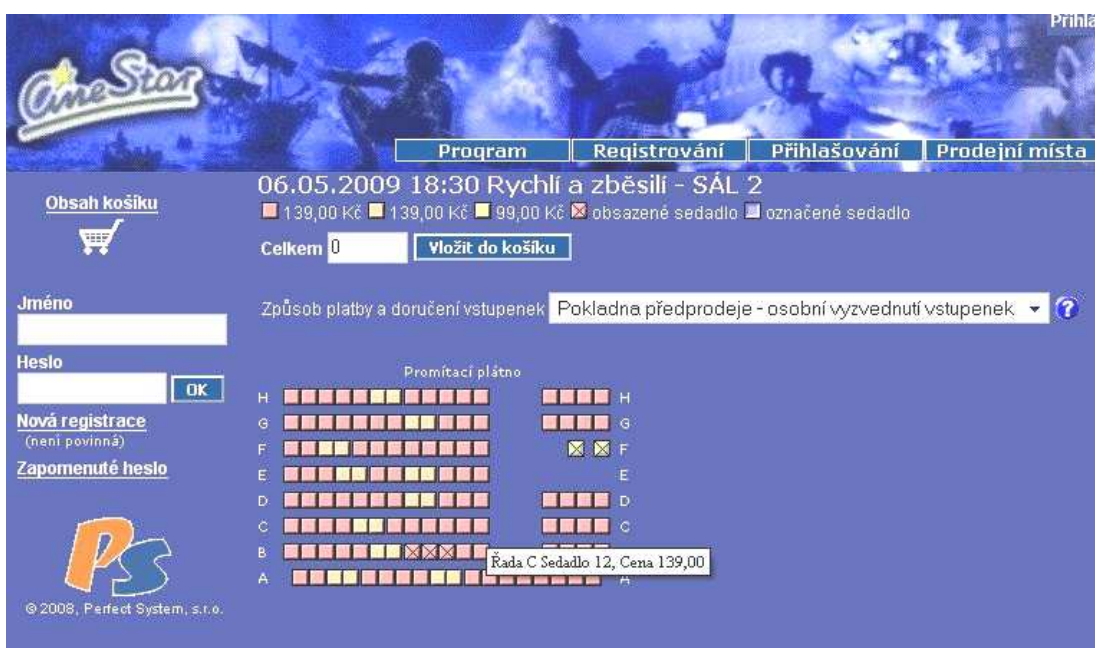 Přihlá
CineStar
Program Registrování Přihlašování Prodejní místa
Obsah košíku
06.05.2009 18:30 Rychlí a zběsilí - SÁL 2
139,00 Kč 139,00 Kč 99,00 Kč obsazené sedadlo označené sedadlo
Celkem 0 Vložit do košíku
Způsob platby a doručení vstupenek Pokladna předprodeje - osobní vyzvednutí vstupenek ?
Jméno
Heslo
OK
Nová registrace
(není povinná)
Zapomenuté heslo
PS
© 2008, Perfect System, s.r.o.
Promítací plátno
H H
G G
F F
E E
D D
C C
B
Řada C Sedadlo 12, Cena 139,00
A A